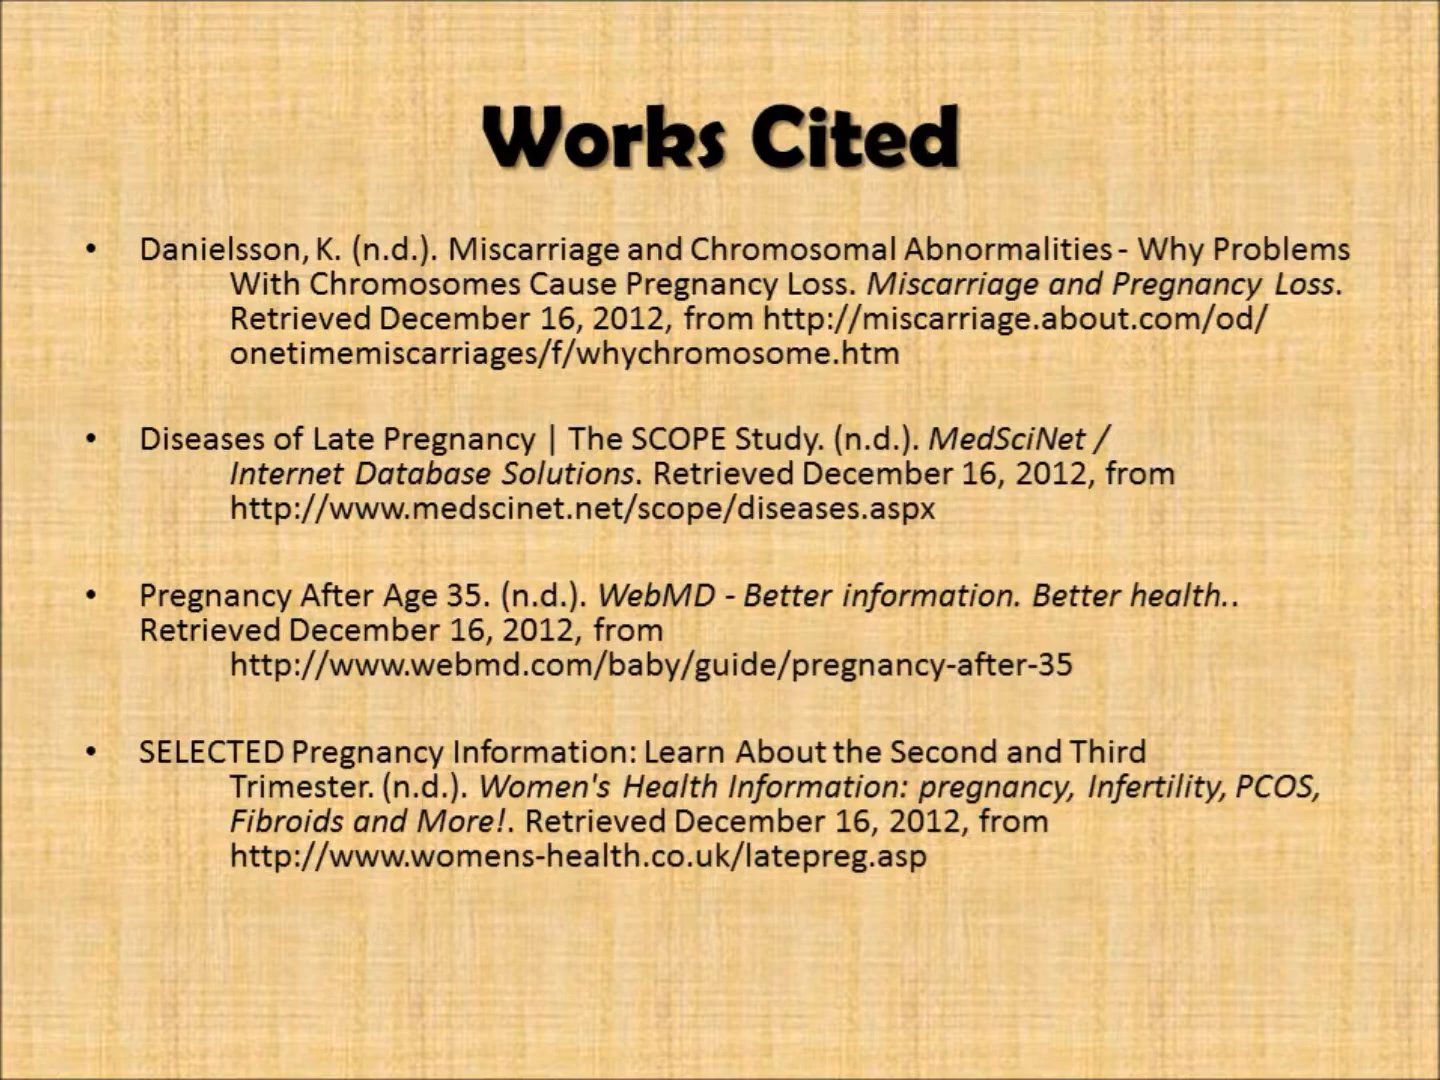 Works Cited
• Danielsson, K. (n.d.). Miscarriage and Chromosomal Abnormalities - Why Problems
With Chromosomes Cause Pregnancy Loss. Miscarriage and Pregnancy Loss.
Retrieved December 16, 2012, from http://miscarriage.about.com/od/
onetimemiscarriages/f/whychromosome.htm
• Diseases of Late Pregnancy | The SCOPE Study. (n.d.). MedSciNet /
Internet Database Solutions. Retrieved December 16, 2012, from
http://www.medscinet.net/scope/diseases.aspx
• Pregnancy After Age 35. (n.d.). WebMD - Better information. Better health..
Retrieved December 16, 2012, from
http://www.webmd.com/baby/guide/pregnancy-after-35
• SELECTED Pregnancy Information: Learn About the Second and Third
Trimester. (n.d.). Women's Health Information: pregnancy, Infertility, PCOS,
Fibroids and More!. Retrieved December 16, 2012, from
http://www.womens-health.co.uk/latepreg.asp